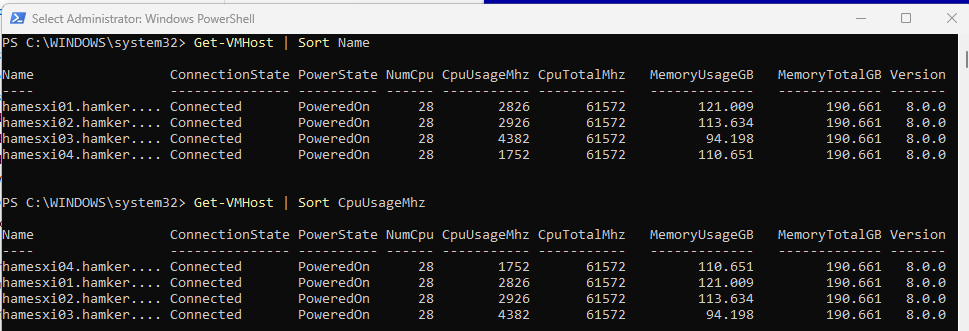 Select Administrator: Windows PowerShell
PS C:\WINDOWS\system32> Get-VMHost | Sort Name
Name ConnectionState PowerState NumCpu CpuUsageMhz CpuTotalMhz MemoryUsageGB MemoryTotalGB Version
---- --------------- ---------- ------ ----------- ----------- ------------- ------------- -------
hamesxi01.hamker.... Connected PoweredOn 28 2826 61572 121.009 190.661 8.0.0
hamesxi02.hamker.... Connected PoweredOn 28 2926 61572 113.634 190.661 8.0.0
hamesxi03.hamker.... Connected PoweredOn 28 4382 61572 94.198 190.661 8.0.0
hamesxi04.hamker.... Connected PoweredOn 28 1752 61572 110.651 190.661 8.0.0
PS C:\WINDOWS\system32> Get-VMHost | Sort CpuUsageMhz
Name ConnectionState PowerState NumCpu CpuUsageMhz CpuTotalMhz MemoryUsageGB MemoryTotalGB Version
---- --------------- ---------- ------ ----------- ----------- ------------- ------------- -------
hamesxi04.hamker.... Connected PoweredOn 28 1752 61572 110.651 190.661 8.0.0
hamesxi01.hamker.... Connected PoweredOn 28 2826 61572 121.009 190.661 8.0.0
hamesxi02.hamker.... Connected PoweredOn 28 2926 61572 113.634 190.661 8.0.0
hamesxi03.hamker.... Connected PoweredOn 28 4382 61572 94.198 190.661 8.0.0